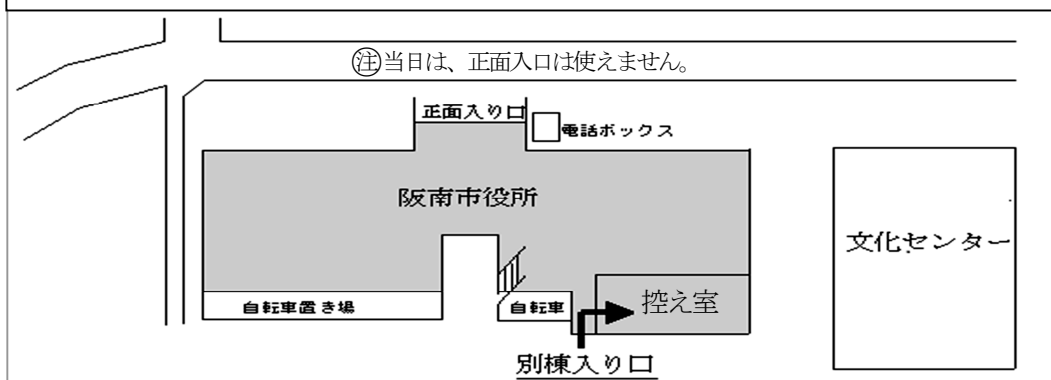 ㊟当日は、正面入口は使えません。
正面入り口
電話ボックス
阪南市役所
文化センター
自転車置き場
自転車
控え室
別棟入り口